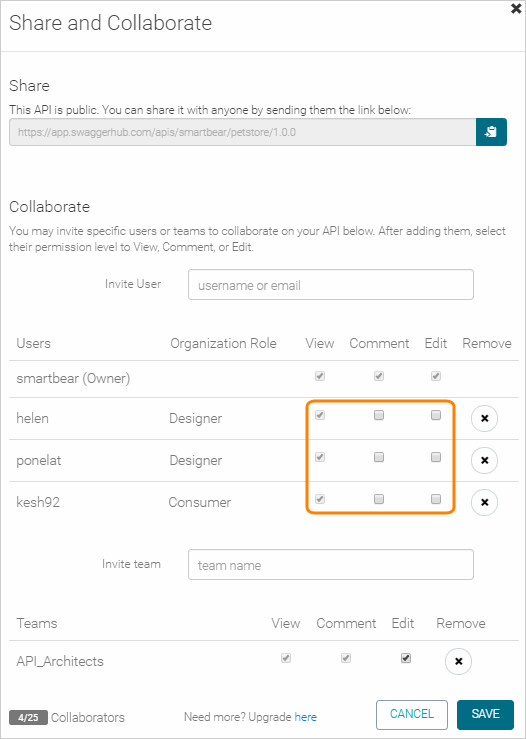 Share and Collaborate
Share
This API is public. You can share it with anyone by sending them the link below:
https://app.swaggerhub.com/apis/smartbear/petstore/1.0.0
Collaborate
You may invite specific users or teams to collaborate on your API below. After adding them, select
their permission level to View, Comment, or Edit.
Invite User username or email
Users Organization Role View Comment Edit Remove
smartbear (Owner)
helen Designer
ponelat Designer
kesh92 Consumer
Invite team team name
Teams View Comment Edit Remove
API_Architects
4/25 Collaborators Need more? Upgrade here CANCEL SAVE